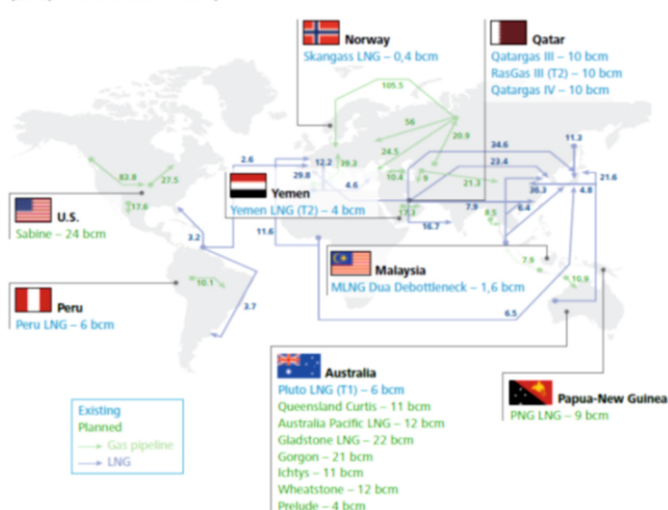 Norway
Skangass LNG – 0,4 bcm
Qatar
Qatargas III – 10 bcm
RasGas III (T2) – 10 bcm
Qatargas IV – 10 bcm
105.5
56
20.9
24.5
34.6
11.3
23.4
2.6
12.2
39.3
29.8
4.6
10.4
9
21.3
36.3
4.8
21.6
83.8
27.5
17.6
Yemen
Yemen LNG (T2) – 4 bcm
17.3
7.9
6.4
8.5
16.7
U.S.
Sabine – 24 bcm
3.2
11.6
7.9
10.9
Malaysia
MLNG Dua Debottleneck – 1,6 bcm
10.1
3.7
6.5
Peru
Peru LNG – 6 bcm
Australia
Pluto LNG (T1) – 6 bcm
Queensland Curtis – 11 bcm
Australia Pacific LNG – 12 bcm
Gladstone LNG – 22 bcm
Gorgon – 21 bcm
Ichtys – 11 bcm
Wheatstone – 12 bcm
Prelude – 4 bcm
Papua-New Guinea
PNG LNG – 9 bcm
Existing
Planned
Gas pipeline
LNG